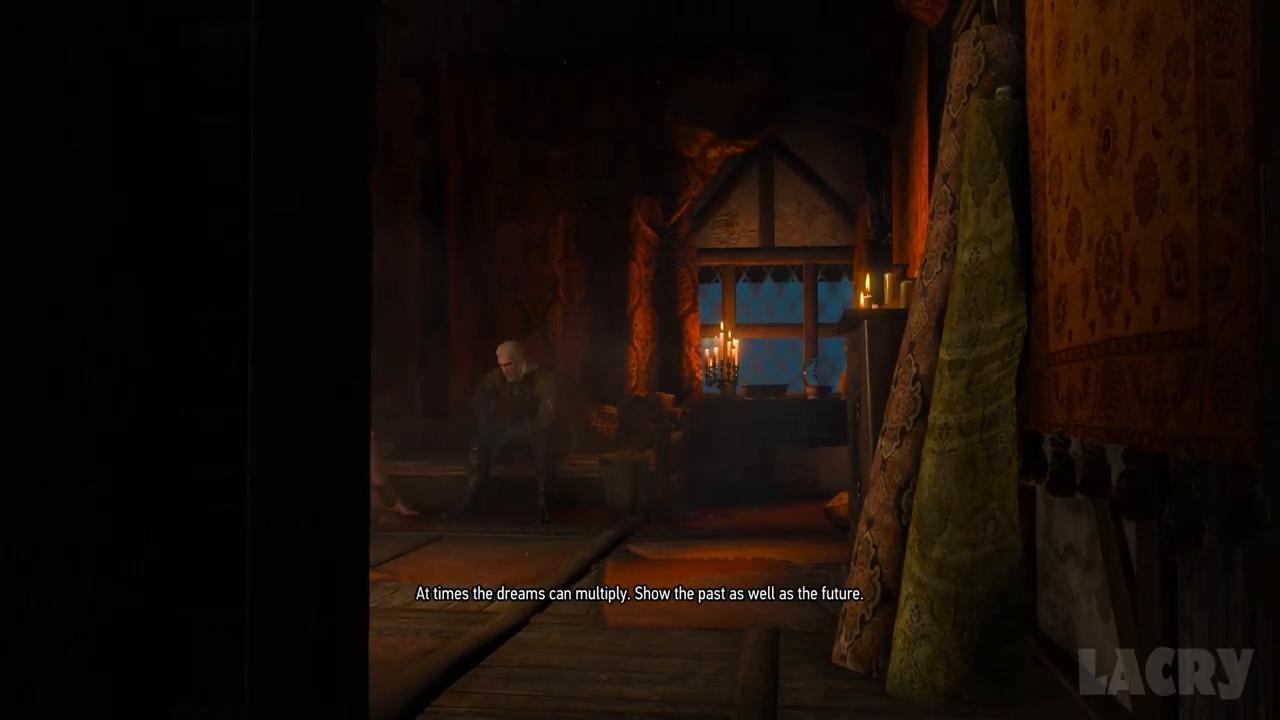 At times the dreams can multiply. Show the past as well as the future.
LACRY